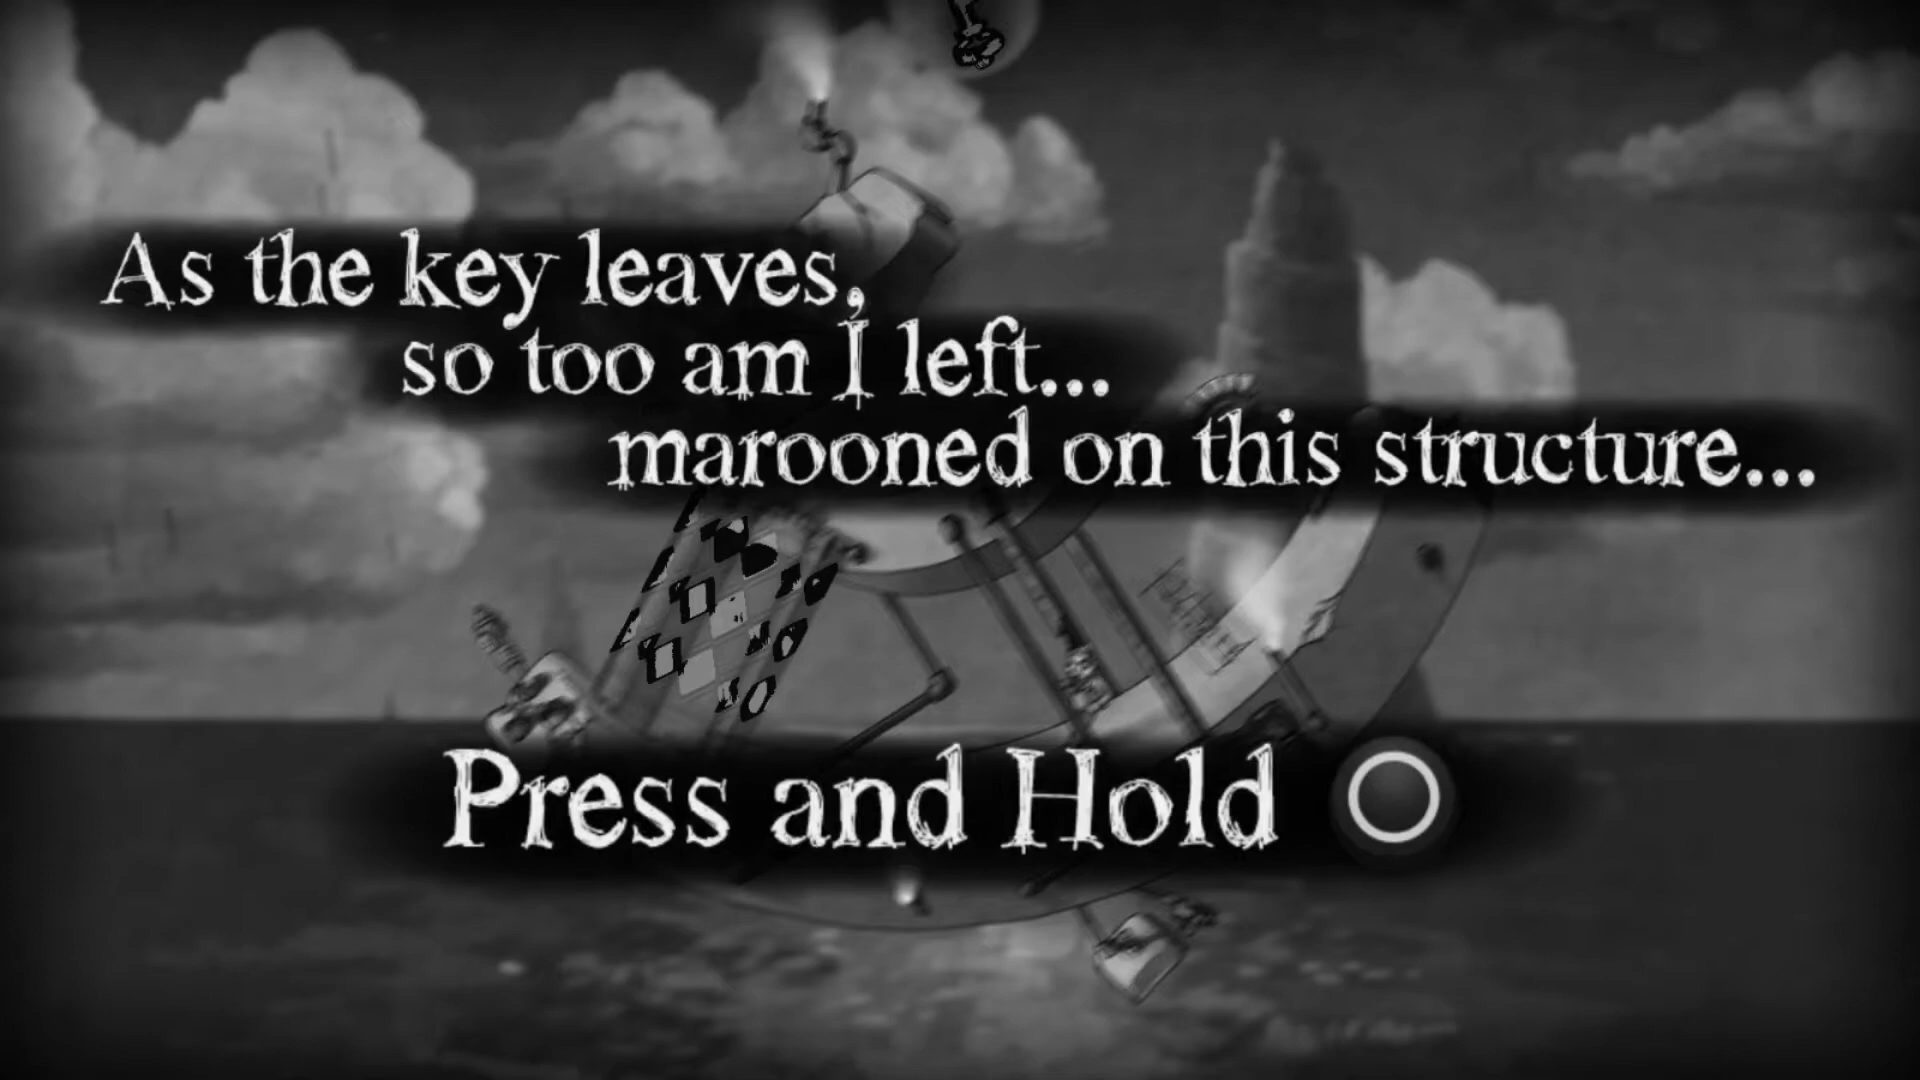 As the key leaves,
so too am I left...
marooned on this structure...
Press and Hold